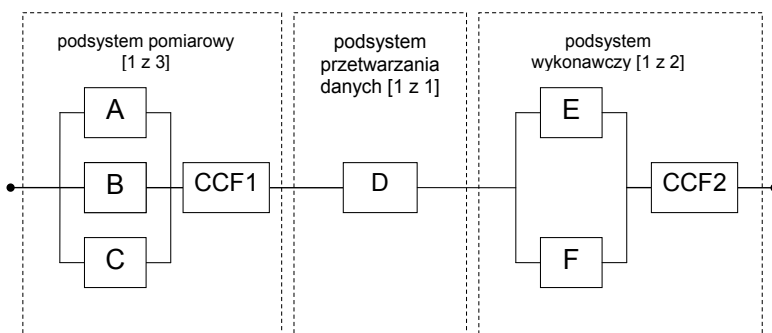 podsystem pomiarowy
[1 z 3]
A
B
C
CCF1
podsystem
przetwarzania
danych [1 z 1]
D
podsystem
wykonawczy [1 z 2]
E
F
CCF2